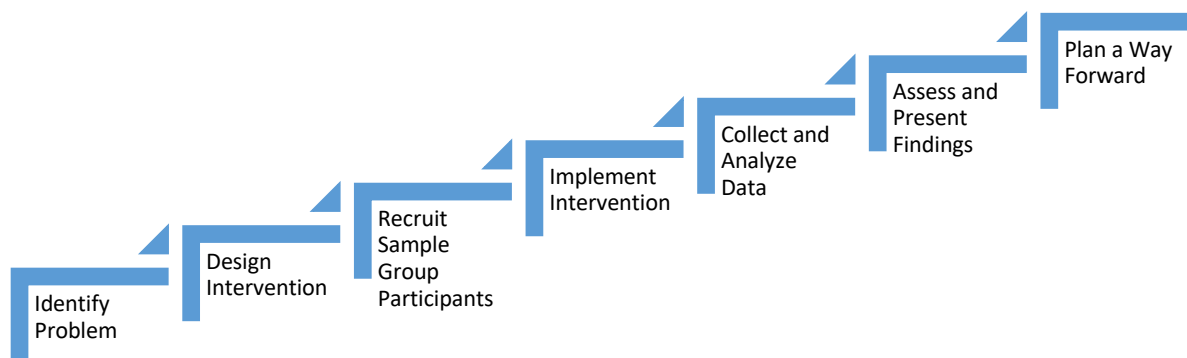 Identify
Problem
Design
Intervention
Recruit
Sample
Group
Participants
Implement
Intervention
Collect and
Analyze
Data
Assess and
Present
Findings
Plan a Way
Forward